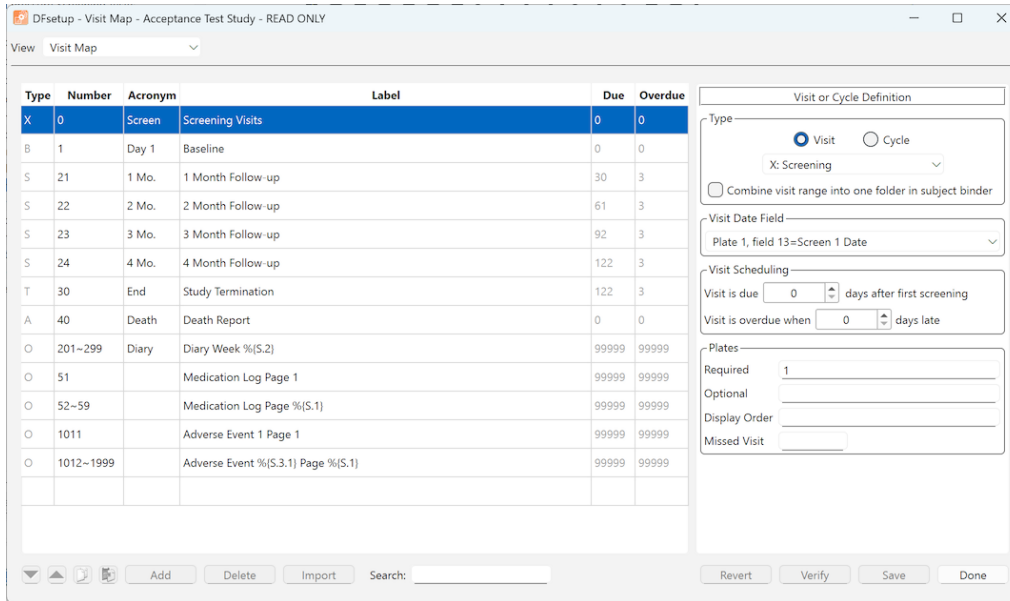 DFsetup - Visit Map - Acceptance Test Study - READ ONLY
View Visit Map
Type Number Acronym Label Due Overdue
X 0 Screen Screening Visits 0 0
B 1 Day 1 Baseline 0 0
S 21 1 Mo. 1 Month Follow-up 30 3
S 22 2 Mo. 2 Month Follow-up 61 3
S 23 3 Mo. 3 Month Follow-up 92 3
S 24 4 Mo. 4 Month Follow-up 122 3
T 30 End Study Termination 122 3
A 40 Death Death Report 0 0
O 201~299 Diary Diary Week %{S.2} 99999 99999
O 51 Medication Log Page 1 99999 99999
O 52~59 Medication Log Page %{S.1} 99999 99999
O 1011 Adverse Event 1 Page 1 99999 99999
O 1012~1999 Adverse Event %{S.3.1} Page %{S.1} 99999 99999
Visit or Cycle Definition
Type
Visit Cycle
X: Screening
Combine visit range into one folder in subject binder
Visit Date Field
Plate 1, field 13=Screen 1 Date
Visit Scheduling
Visit is due 0 days after first screening
Visit is overdue when 0 days late
Plates
Required 1
Optional
Display Order
Missed Visit
Add Delete Import Search:
Revert Verify Save Done